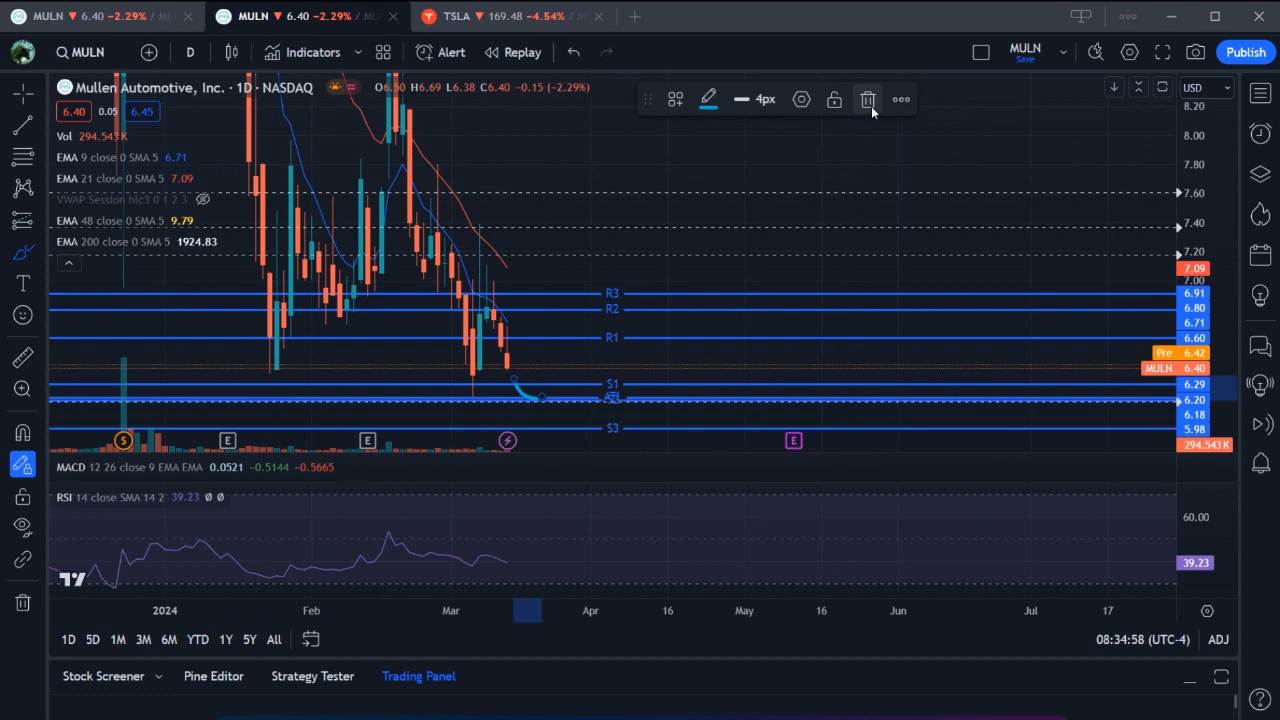 MULN ▼ 6.40 −2.29% / MUL
MULN ▼ 6.40 −2.29% / MUL
TSLA ▼ 169.48 −4.54% /
MULN
D
Indicators
Alert
Replay
MULN
Save
Publish
Mullen Automotive, Inc. · 1D · NASDAQ
O6.50 H6.69 L6.38 C6.40 −0.15 (−2.29%)
4px
USD
6.40 0.05 6.45
Vol 294.543K
EMA 9 close 0 SMA 5 6.71
EMA 21 close 0 SMA 5 7.09
VWAP Session hlc3 0 1 2 3
EMA 48 close 0 SMA 5 9.79
EMA 200 close 0 SMA 5 1924.83
8.20
8.00
7.80
7.60
7.40
7.20
7.09
7.00
R3 6.91
R2 6.80
6.71
R1 6.60
Pre 6.42
MULN 6.40
S1 6.29
6.20
6.18
S3 5.98
294.543K
S E E E
MACD 12 26 close 9 EMA EMA 0.0521 −0.5144 −0.5665
RSI 14 close SMA 14 2 39.23 Ø Ø
60.00
39.23
2024 Feb Mar Apr 16 May 16 Jun Jul 17
1D 5D 1M 3M 6M YTD 1Y 5Y All
08:34:58 (UTC-4) ADJ
Stock Screener Pine Editor Strategy Tester Trading Panel